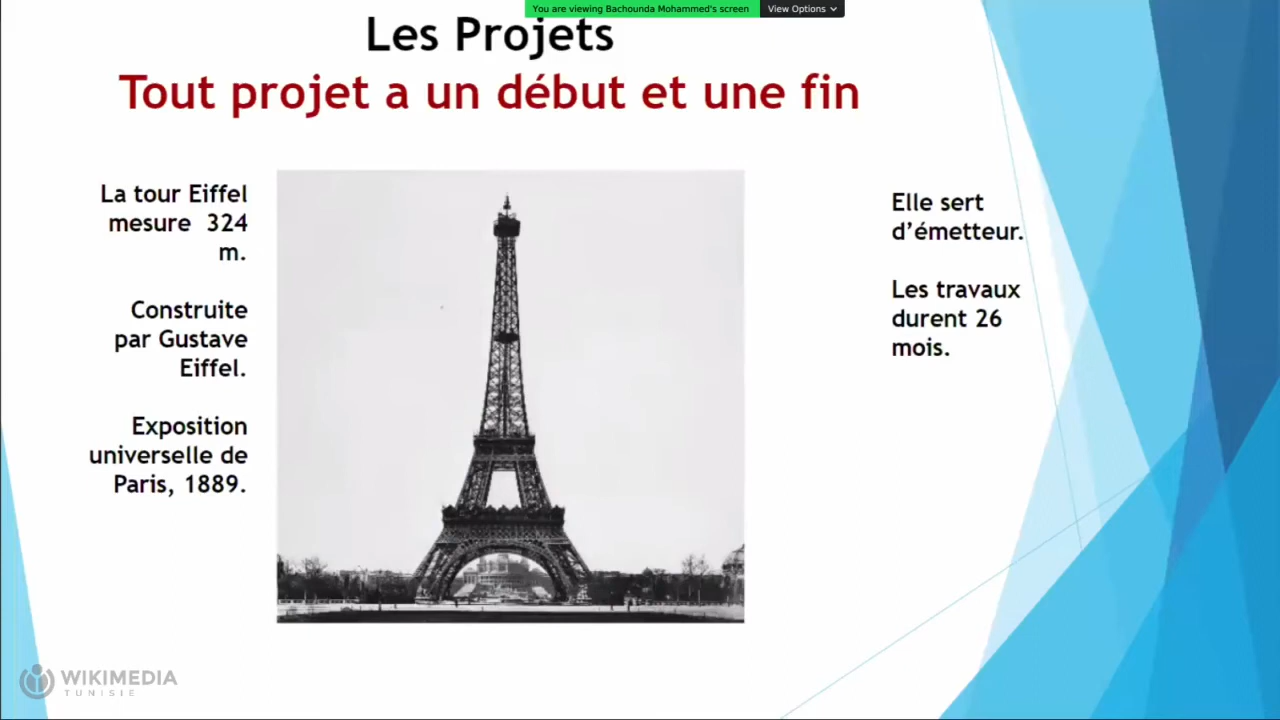 You are viewing Bachounda Mohammed's screen
View Options
Les Projets
Tout projet a un début et une fin
La tour Eiffel
mesure 324
m.
Construite
par Gustave
Eiffel.
Exposition
universelle de
Paris, 1889.
Elle sert
d’émetteur.
Les travaux
durent 26
mois.
WIKIMEDIA
TUNISIE